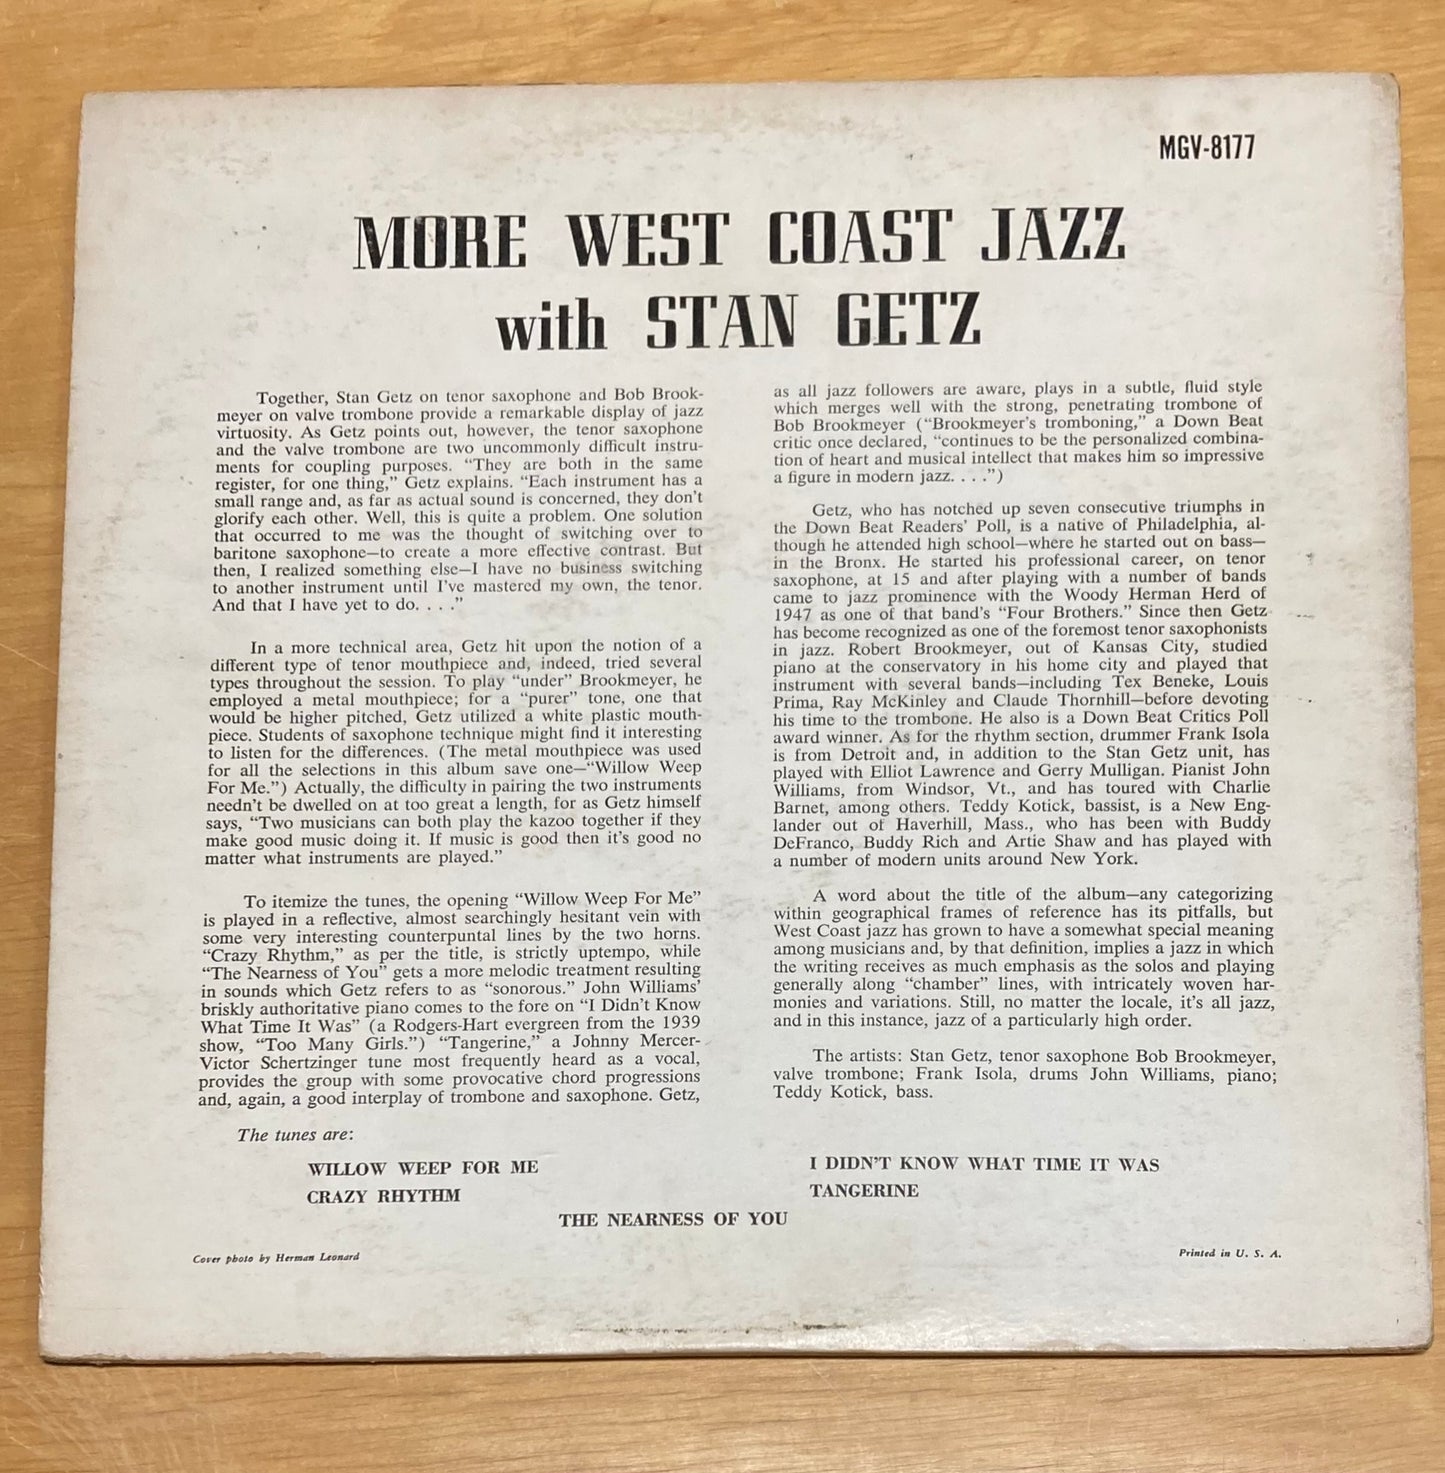 MGV-8177
MORE WEST COAST JAZZ
with STAN GETZ
Together, Stan Getz on tenor saxophone and Bob Brook-
meyer on valve trombone provide a remarkable display of jazz
virtuosity. As Getz points out, however, the tenor saxophone
and the valve trombone are two uncommonly difficult instru-
ments for coupling purposes. “They are both in the same
register, for one thing,” Getz explains. “Each instrument has a
small range and, as far as actual sound is concerned, they don’t
glorify each other. Well, this is quite a problem. One solution
that occurred to me was the thought of switching over to
baritone saxophone—to create a more effective contrast. But
then, I realized something else—I have no business switching
to another instrument until I’ve mastered my own, the tenor.
And that I have yet to do. . . .”
In a more technical area, Getz hit upon the notion of a
different type of tenor mouthpiece and, indeed, tried several
types throughout the session. To play “under” Brookmeyer, he
employed a metal mouthpiece; for a “purer” tone, one that
would be higher pitched, Getz utilized a white plastic mouth-
piece. Students of saxophone technique might find it interesting
to listen for the differences. (The metal mouthpiece was used
for all the selections in this album save one—“Willow Weep
For Me.”) Actually, the difficulty in pairing the two instruments
needn’t be dwelled on at too great a length, for as Getz himself
says, “Two musicians can both play the kazoo together if they
make good music doing it. If music is good then it’s good no
matter what instruments are played.”
To itemize the tunes, the opening “Willow Weep For Me”
is played in a reflective, almost searchingly hesitant vein with
some very interesting counterpuntal lines by the two horns.
“Crazy Rhythm,” as per the title, is strictly uptempo, while
“The Nearness of You” gets a more melodic treatment resulting
in sounds which Getz refers to as “sonorous.” John Williams’
briskly authoritative piano comes to the fore on “I Didn’t Know
What Time It Was” (a Rodgers-Hart evergreen from the 1939
show, “Too Many Girls.”) “Tangerine,” a Johnny Mercer-
Victor Schertzinger tune most frequently heard as a vocal,
provides the group with some provocative chord progressions
and, again, a good interplay of trombone and saxophone. Getz,
as all jazz followers are aware, plays in a subtle, fluid style
which merges well with the strong, penetrating trombone of
Bob Brookmeyer (“Brookmeyer’s tromboning,” a Down Beat
critic once declared, “continues to be the personalized combina-
tion of heart and musical intellect that makes him so impressive
a figure in modern jazz. . . .”)
Getz, who has notched up seven consecutive triumphs in
the Down Beat Readers’ Poll, is a native of Philadelphia, al-
though he attended high school—where he started out on bass—
in the Bronx. He started his professional career, on tenor
saxophone, at 15 and after playing with a number of bands
came to jazz prominence with the Woody Herman Herd of
1947 as one of that band’s “Four Brothers.” Since then Getz
has become recognized as one of the foremost tenor saxophonists
in jazz. Robert Brookmeyer, out of Kansas City, studied
piano at the conservatory in his home city and played that
instrument with several bands—including Tex Beneke, Louis
Prima, Ray McKinley and Claude Thornhill—before devoting
his time to the trombone. He also is a Down Beat Critics Poll
award winner. As for the rhythm section, drummer Frank Isola
is from Detroit and, in addition to the Stan Getz unit, has
played with Elliot Lawrence and Gerry Mulligan. Pianist John
Williams, from Windsor, Vt., and has toured with Charlie
Barnet, among others. Teddy Kotick, bassist, is a New Eng-
lander out of Haverhill, Mass., who has been with Buddy
DeFranco, Buddy Rich and Artie Shaw and has played with
a number of modern units around New York.
A word about the title of the album—any categorizing
within geographical frames of reference has its pitfalls, but
West Coast jazz has grown to have a somewhat special meaning
among musicians and, by that definition, implies a jazz in which
the writing receives as much emphasis as the solos and playing
generally along “chamber” lines, with intricately woven har-
monies and variations. Still, no matter the locale, it’s all jazz,
and in this instance, jazz of a particularly high order.
The artists: Stan Getz, tenor saxophone Bob Brookmeyer,
valve trombone; Frank Isola, drums John Williams, piano;
Teddy Kotick, bass.
The tunes are:
WILLOW WEEP FOR ME
CRAZY RHYTHM
I DIDN’T KNOW WHAT TIME IT WAS
TANGERINE
THE NEARNESS OF YOU
Cover photo by Herman Leonard
Printed in U. S. A.